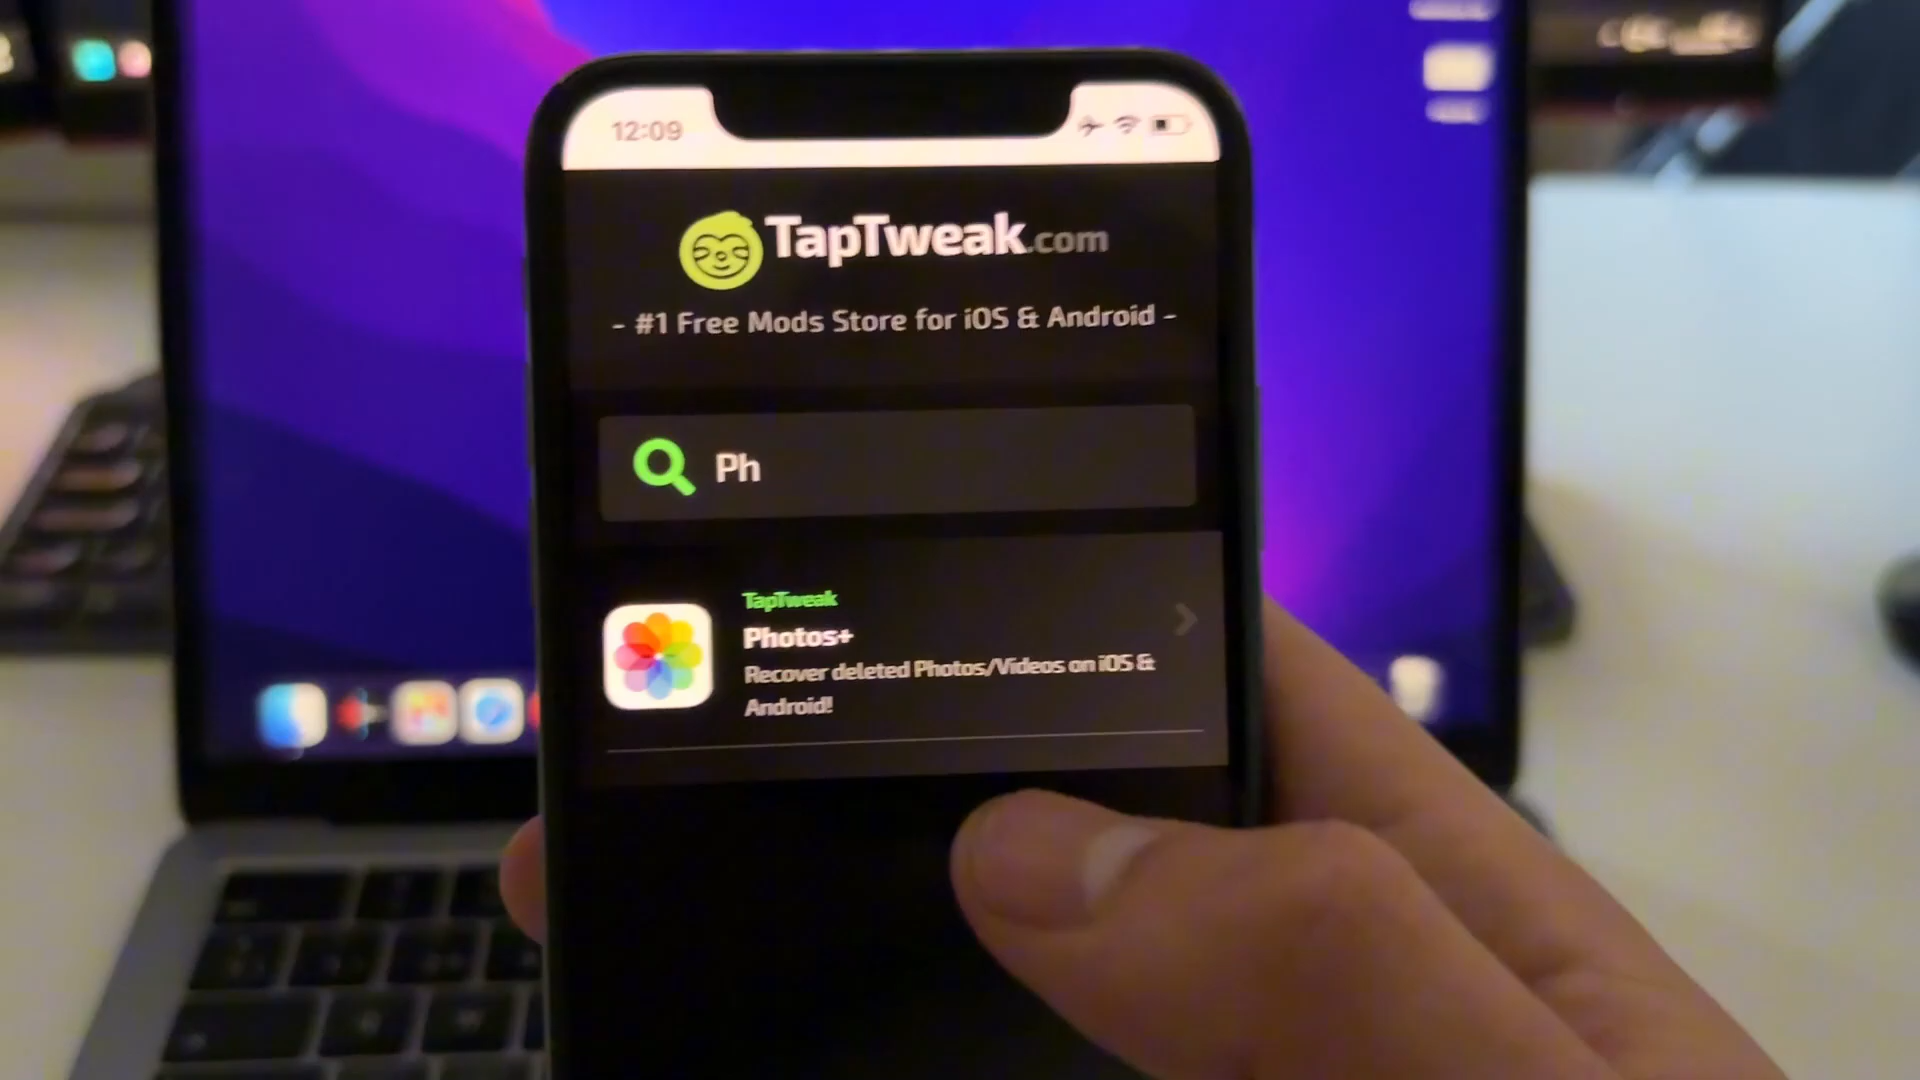 12:09
TapTweak.com
- #1 Free Mods Store for iOS & Android -
Ph
TapTweak
Photos+
Recover deleted Photos/Videos on iOS &
Android!